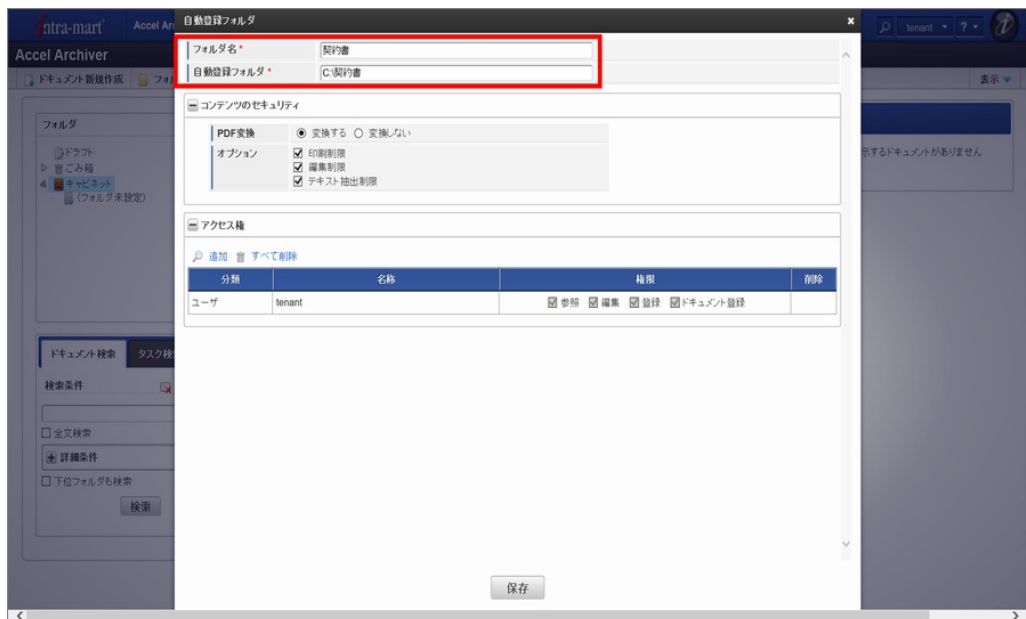 intra-mart
Accel Ar
tenant
?
Accel Archiver
ドキュメント新規作成
フォル
表示
自動登録フォルダ
フォルダ名*
契約書
自動登録フォルダ*
C:\契約書
コンテンツのセキュリティ
PDF変換
変換する 変換しない
オプション
印刷制限
編集制限
テキスト抽出制限
アクセス権
追加 すべて削除
分類 名称 権限 削除
ユーザ tenant 参照 編集 登録 ドキュメント登録
保存
フォルダ
ドラフト
ごみ箱
キャビネット
(フォルダ未設定)
示するドキュメントがありません
ドキュメント検索 タスク検
検索条件
全文検索
詳細条件
下位フォルダも検索
検索